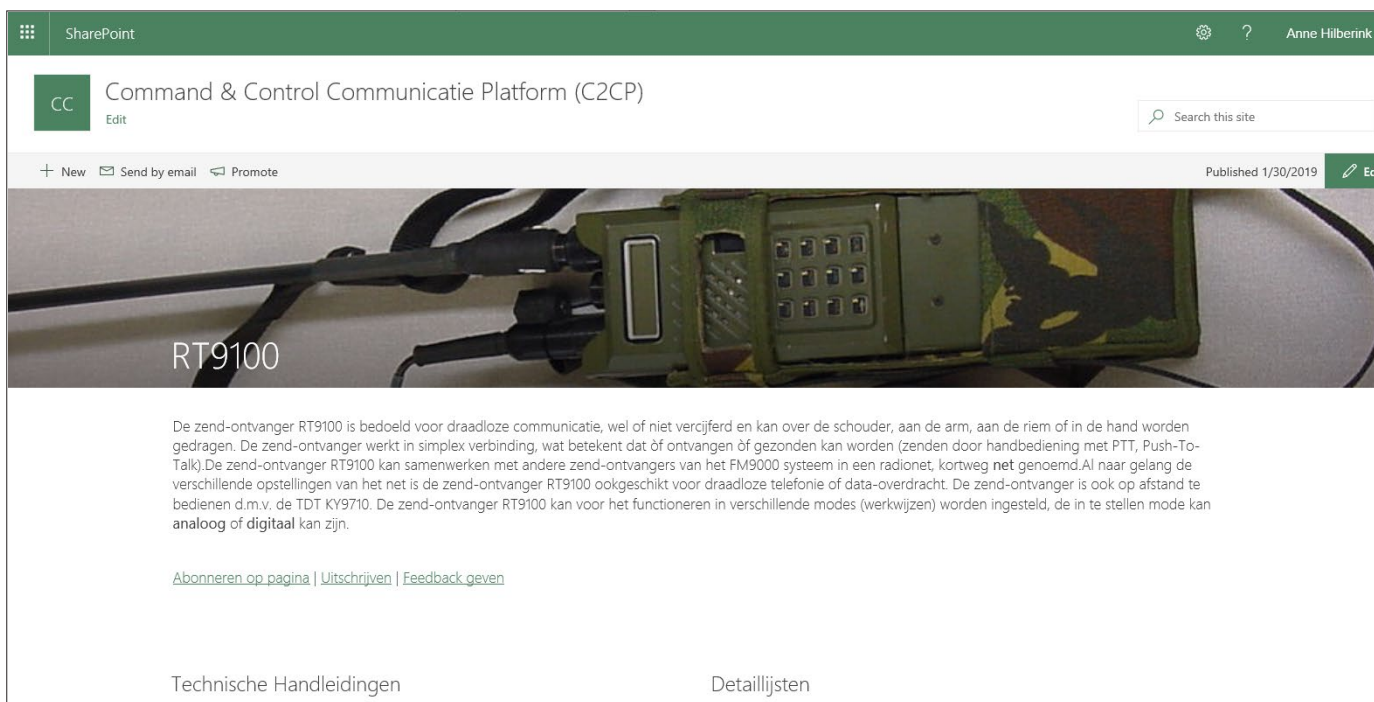 SharePoint
? Anne Hilberink
CC
Command & Control Communicatie Platform (C2CP)
Edit
Search this site
New Send by email Promote
Published 1/30/2019
RT9100
De zend-ontvanger RT9100 is bedoeld voor draadloze communicatie, wel of niet vercijferd en kan over de schouder, aan de arm, aan de riem of in de hand worden
gedragen. De zend-ontvanger werkt in simplex verbinding, wat betekent dat òf ontvangen òf gezonden kan worden (zenden door handbediening met PTT, Push-To-
Talk).De zend-ontvanger RT9100 kan samenwerken met andere zend-ontvangers van het FM9000 systeem in een radionet, kortweg net genoemd.Al naar gelang de
verschillende opstellingen van het net is de zend-ontvanger RT9100 ookgeschikt voor draadloze telefonie of data-overdracht. De zend-ontvanger is ook op afstand te
bedienen d.m.v. de TDT KY9710. De zend-ontvanger RT9100 kan voor het functioneren in verschillende modes (werkwijzen) worden ingesteld, de in te stellen mode kan
analoog of digitaal kan zijn.
Abonneren op pagina | Uitschrijven | Feedback geven
Technische Handleidingen
Detaillijsten